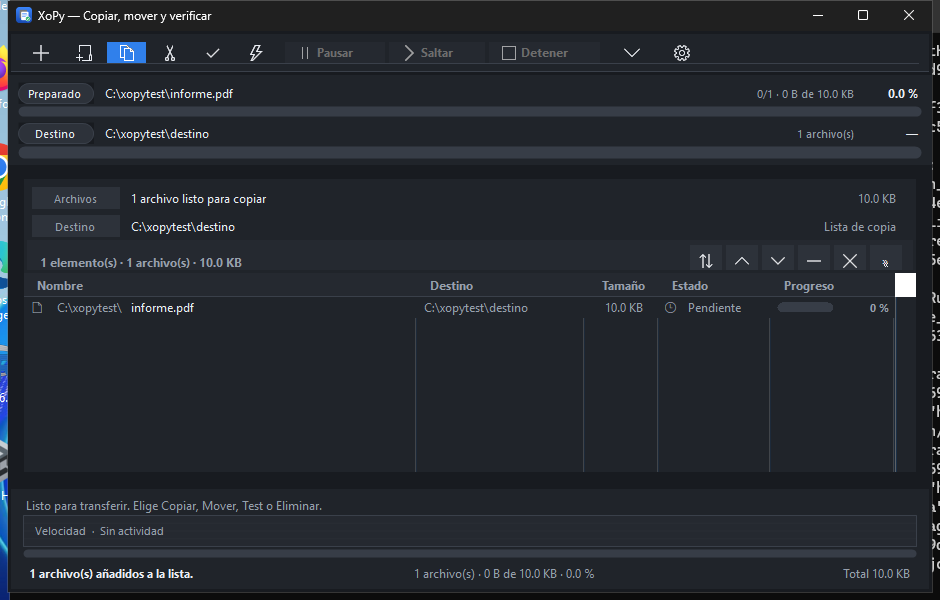 XoPy — Copiar, mover y verificar
Pausar
Saltar
Detener
Preparado C:\xopytest\informe.pdf 0/1 · 0 B de 10.0 KB 0.0 %
Destino C:\xopytest\destino 1 archivo(s) —
Archivos 1 archivo listo para copiar 10.0 KB
Destino C:\xopytest\destino Lista de copia
1 elemento(s) · 1 archivo(s) · 10.0 KB
Nombre Destino Tamaño Estado Progreso
C:\xopytest\ informe.pdf C:\xopytest\destino 10.0 KB Pendiente 0 %
Listo para transferir. Elige Copiar, Mover, Test o Eliminar.
Velocidad · Sin actividad
1 archivo(s) añadidos a la lista. 1 archivo(s) · 0 B de 10.0 KB · 0.0 % Total 10.0 KB